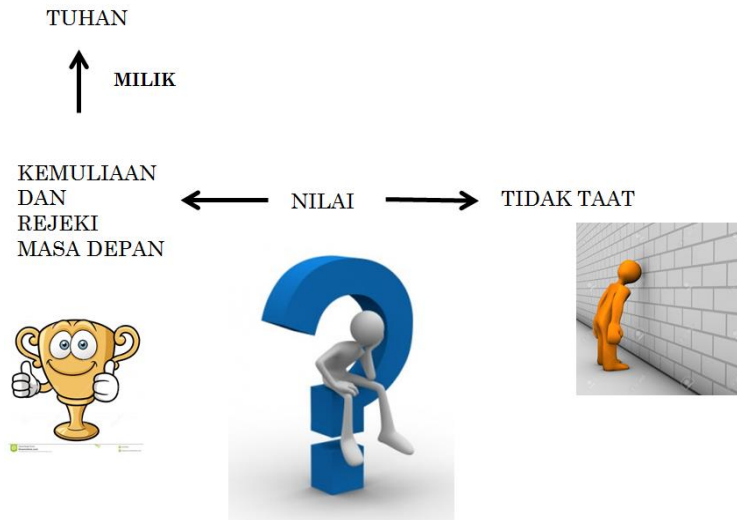 TUHAN
MILIK
KEMULIAAN
DAN
REJEKI
MASA DEPAN
NILAI
TIDAK TAAT